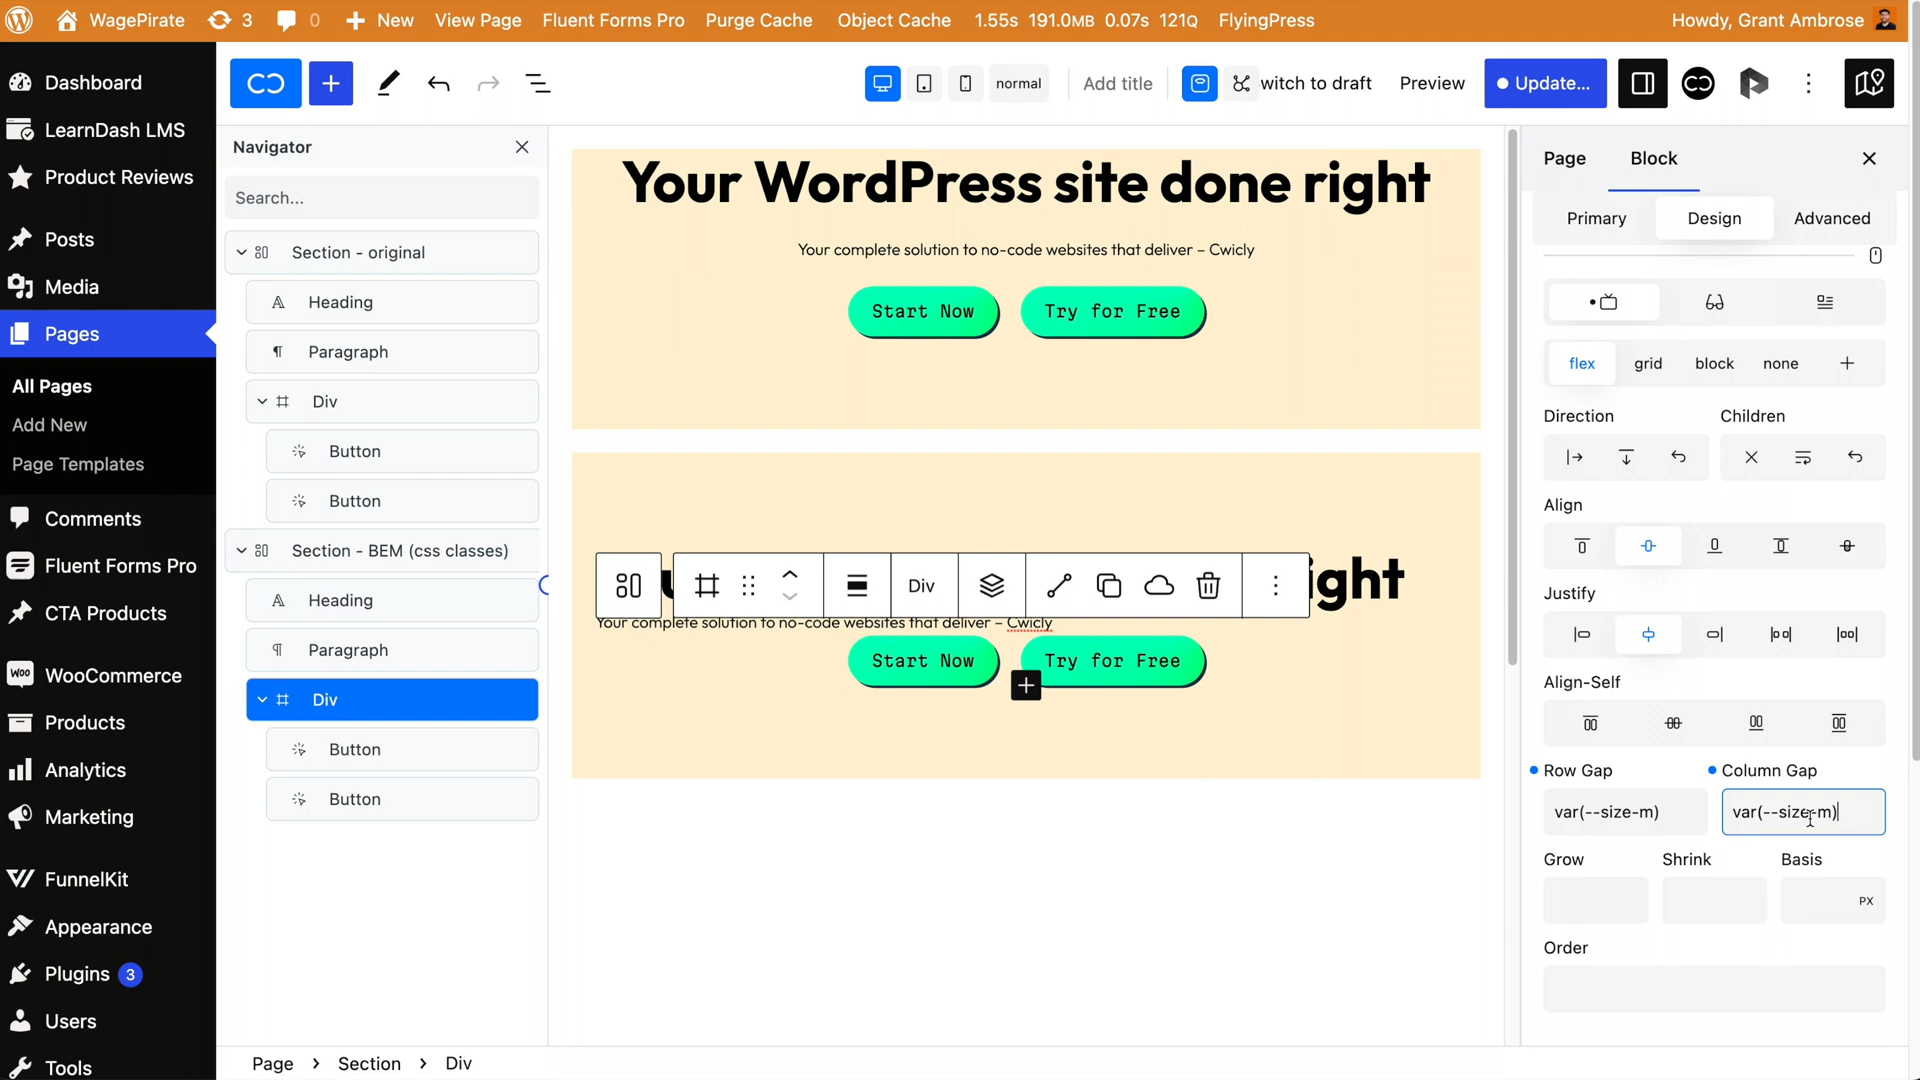 WagePirate 3 0 New View Page Fluent Forms Pro Purge Cache Object Cache 1.55s 191.0MB 0.07s 121Q FlyingPress Howdy, Grant Ambrose
Dashboard
LearnDash LMS
Product Reviews
Posts
Media
Pages
All Pages
Add New
Page Templates
Comments
Fluent Forms Pro
CTA Products
WooCommerce
Products
Analytics
Marketing
FunnelKit
Appearance
Plugins 3
Users
Tools
normal Add title witch to draft Preview Update...
Navigator
Search...
Section - original
Heading
Paragraph
Div
Button
Button
Section - BEM (css classes)
Heading
Paragraph
Div
Button
Button
Your WordPress site done right
Your complete solution to no-code websites that deliver – Cwicly
Start Now Try for Free
Div
ight
Your complete solution to no-code websites that deliver – Cwicly
Start Now Try for Free
Page Block
Primary Design Advanced
flex grid block none
Direction Children
Align
Justify
Align-Self
Row Gap Column Gap
var(--size-m) var(--size-m)
Grow Shrink Basis
PX
Order
Page > Section > Div